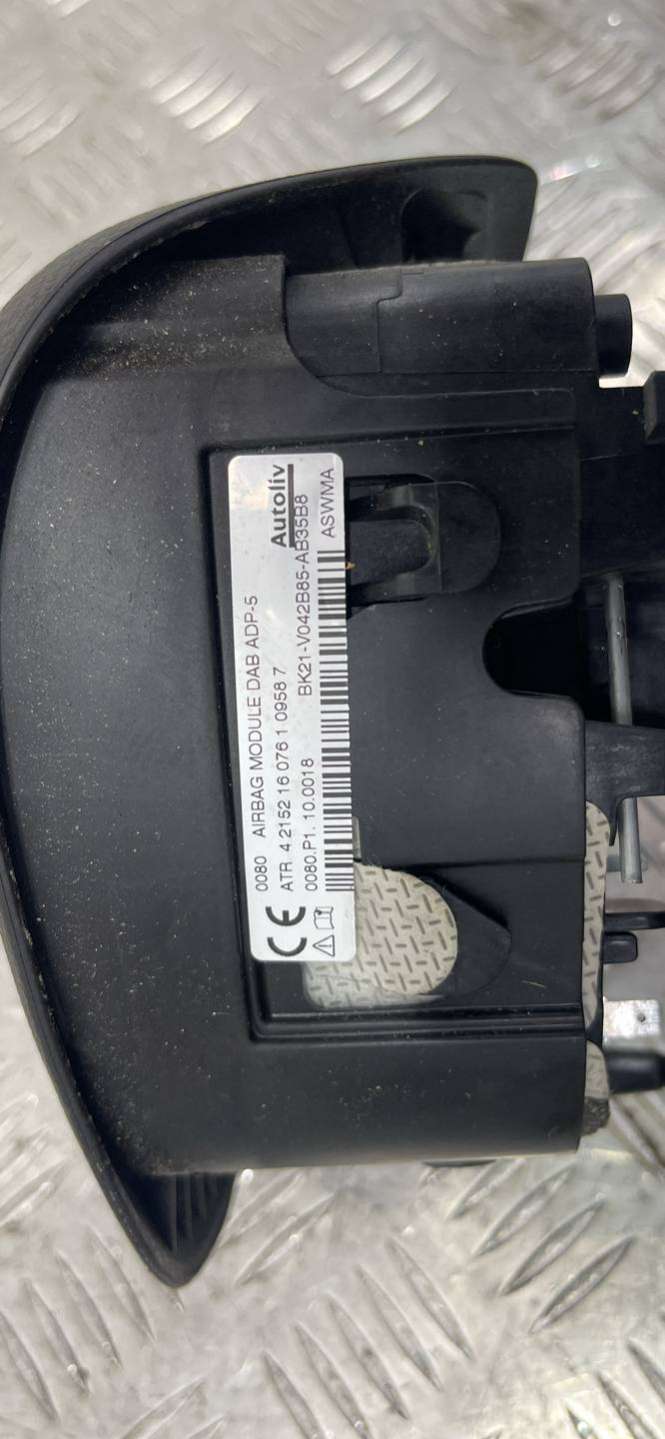 Autoliv
CE 0080 AIRBAG MODULE DAB ADP-5
ATR 4 2152 16 076 1 0958 7
0080.P1. 10.0018 BK21-V042B85-AB35B8
ASWMA